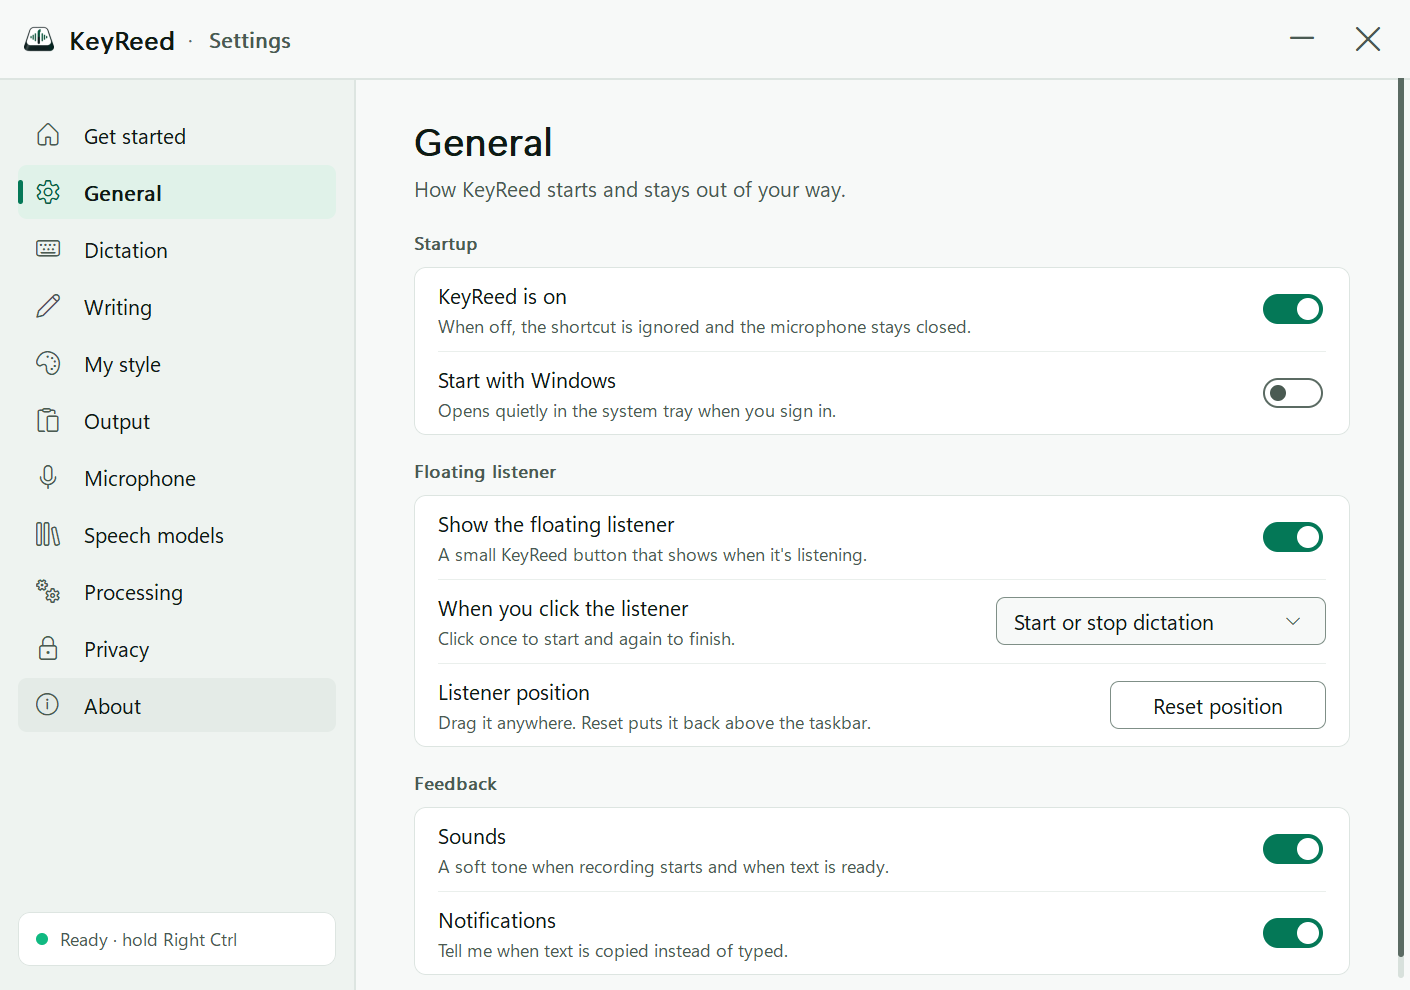 KeyReed · Settings
Get started
General
Dictation
Writing
My style
Output
Microphone
Speech models
Processing
Privacy
About
Ready · hold Right Ctrl
General
How KeyReed starts and stays out of your way.
Startup
KeyReed is on
When off, the shortcut is ignored and the microphone stays closed.
Start with Windows
Opens quietly in the system tray when you sign in.
Floating listener
Show the floating listener
A small KeyReed button that shows when it's listening.
When you click the listener
Click once to start and again to finish.
Start or stop dictation
Listener position
Drag it anywhere. Reset puts it back above the taskbar.
Reset position
Feedback
Sounds
A soft tone when recording starts and when text is ready.
Notifications
Tell me when text is copied instead of typed.